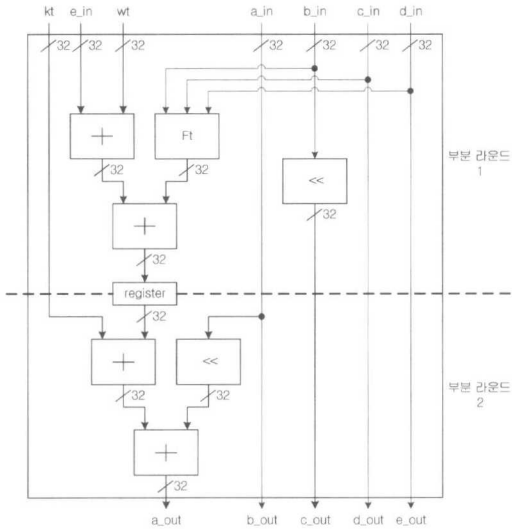 kt e_in wt a_in b_in c_in d_in
32 32 32 32 32 32 32
+ Ft
32 32
<<
32
+
32
부분 라운드
1
register
32
+ <<
32 32
+
32
부분 라운드
2
a_out b_out c_out d_out e_out